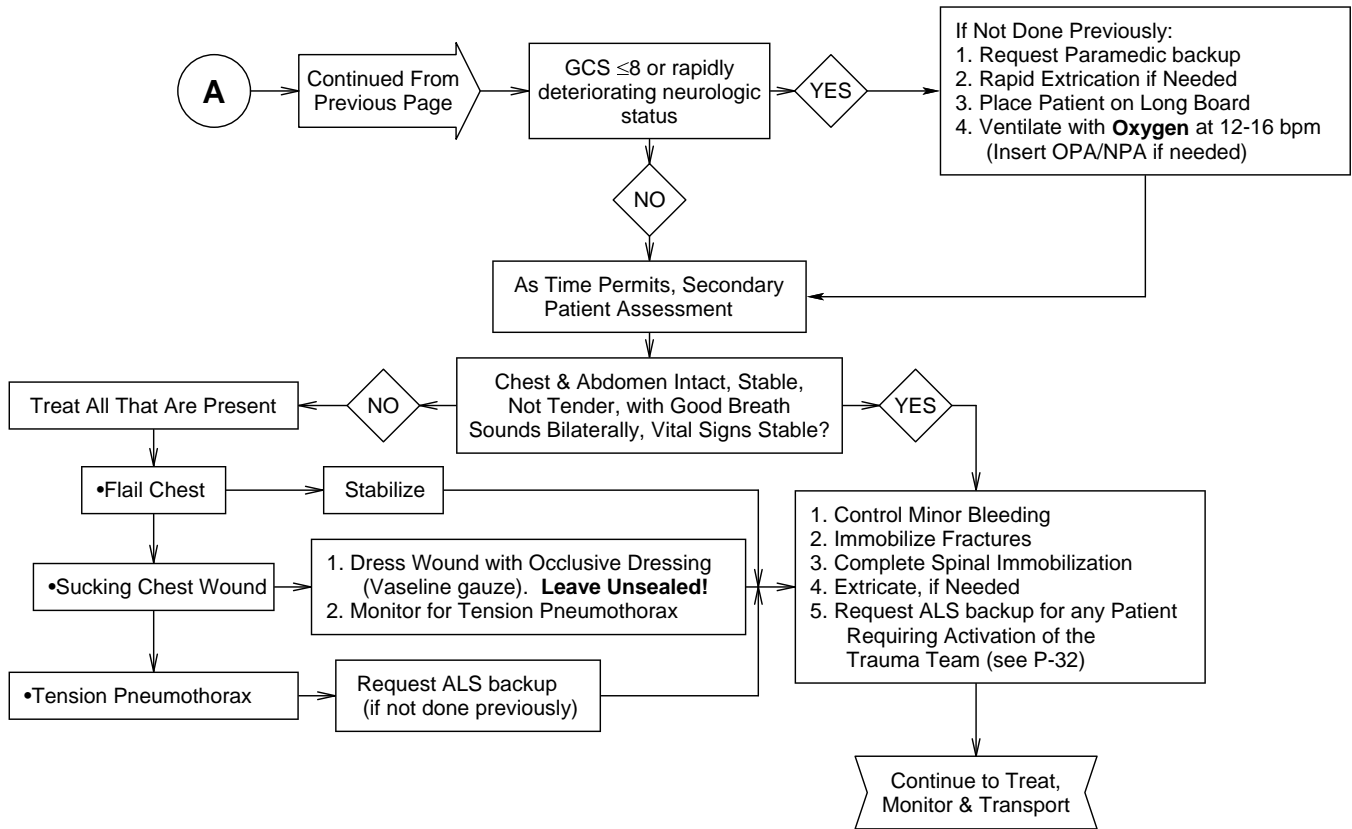 A
Continued From
Previous Page
GCS ≤8 or rapidly
deteriorating neurologic
status
YES
If Not Done Previously:
1. Request Paramedic backup
2. Rapid Extrication if Needed
3. Place Patient on Long Board
4. Ventilate with Oxygen at 12-16 bpm
(Insert OPA/NPA if needed)
NO
As Time Permits, Secondary
Patient Assessment
Chest & Abdomen Intact, Stable,
Not Tender, with Good Breath
Sounds Bilaterally, Vital Signs Stable?
NO
YES
Treat All That Are Present
•Flail Chest
Stabilize
•Sucking Chest Wound
1. Dress Wound with Occlusive Dressing
(Vaseline gauze). Leave Unsealed!
2. Monitor for Tension Pneumothorax
•Tension Pneumothorax
Request ALS backup
(if not done previously)
1. Control Minor Bleeding
2. Immobilize Fractures
3. Complete Spinal Immobilization
4. Extricate, if Needed
5. Request ALS backup for any Patient
Requiring Activation of the
Trauma Team (see P-32)
Continue to Treat,
Monitor & Transport